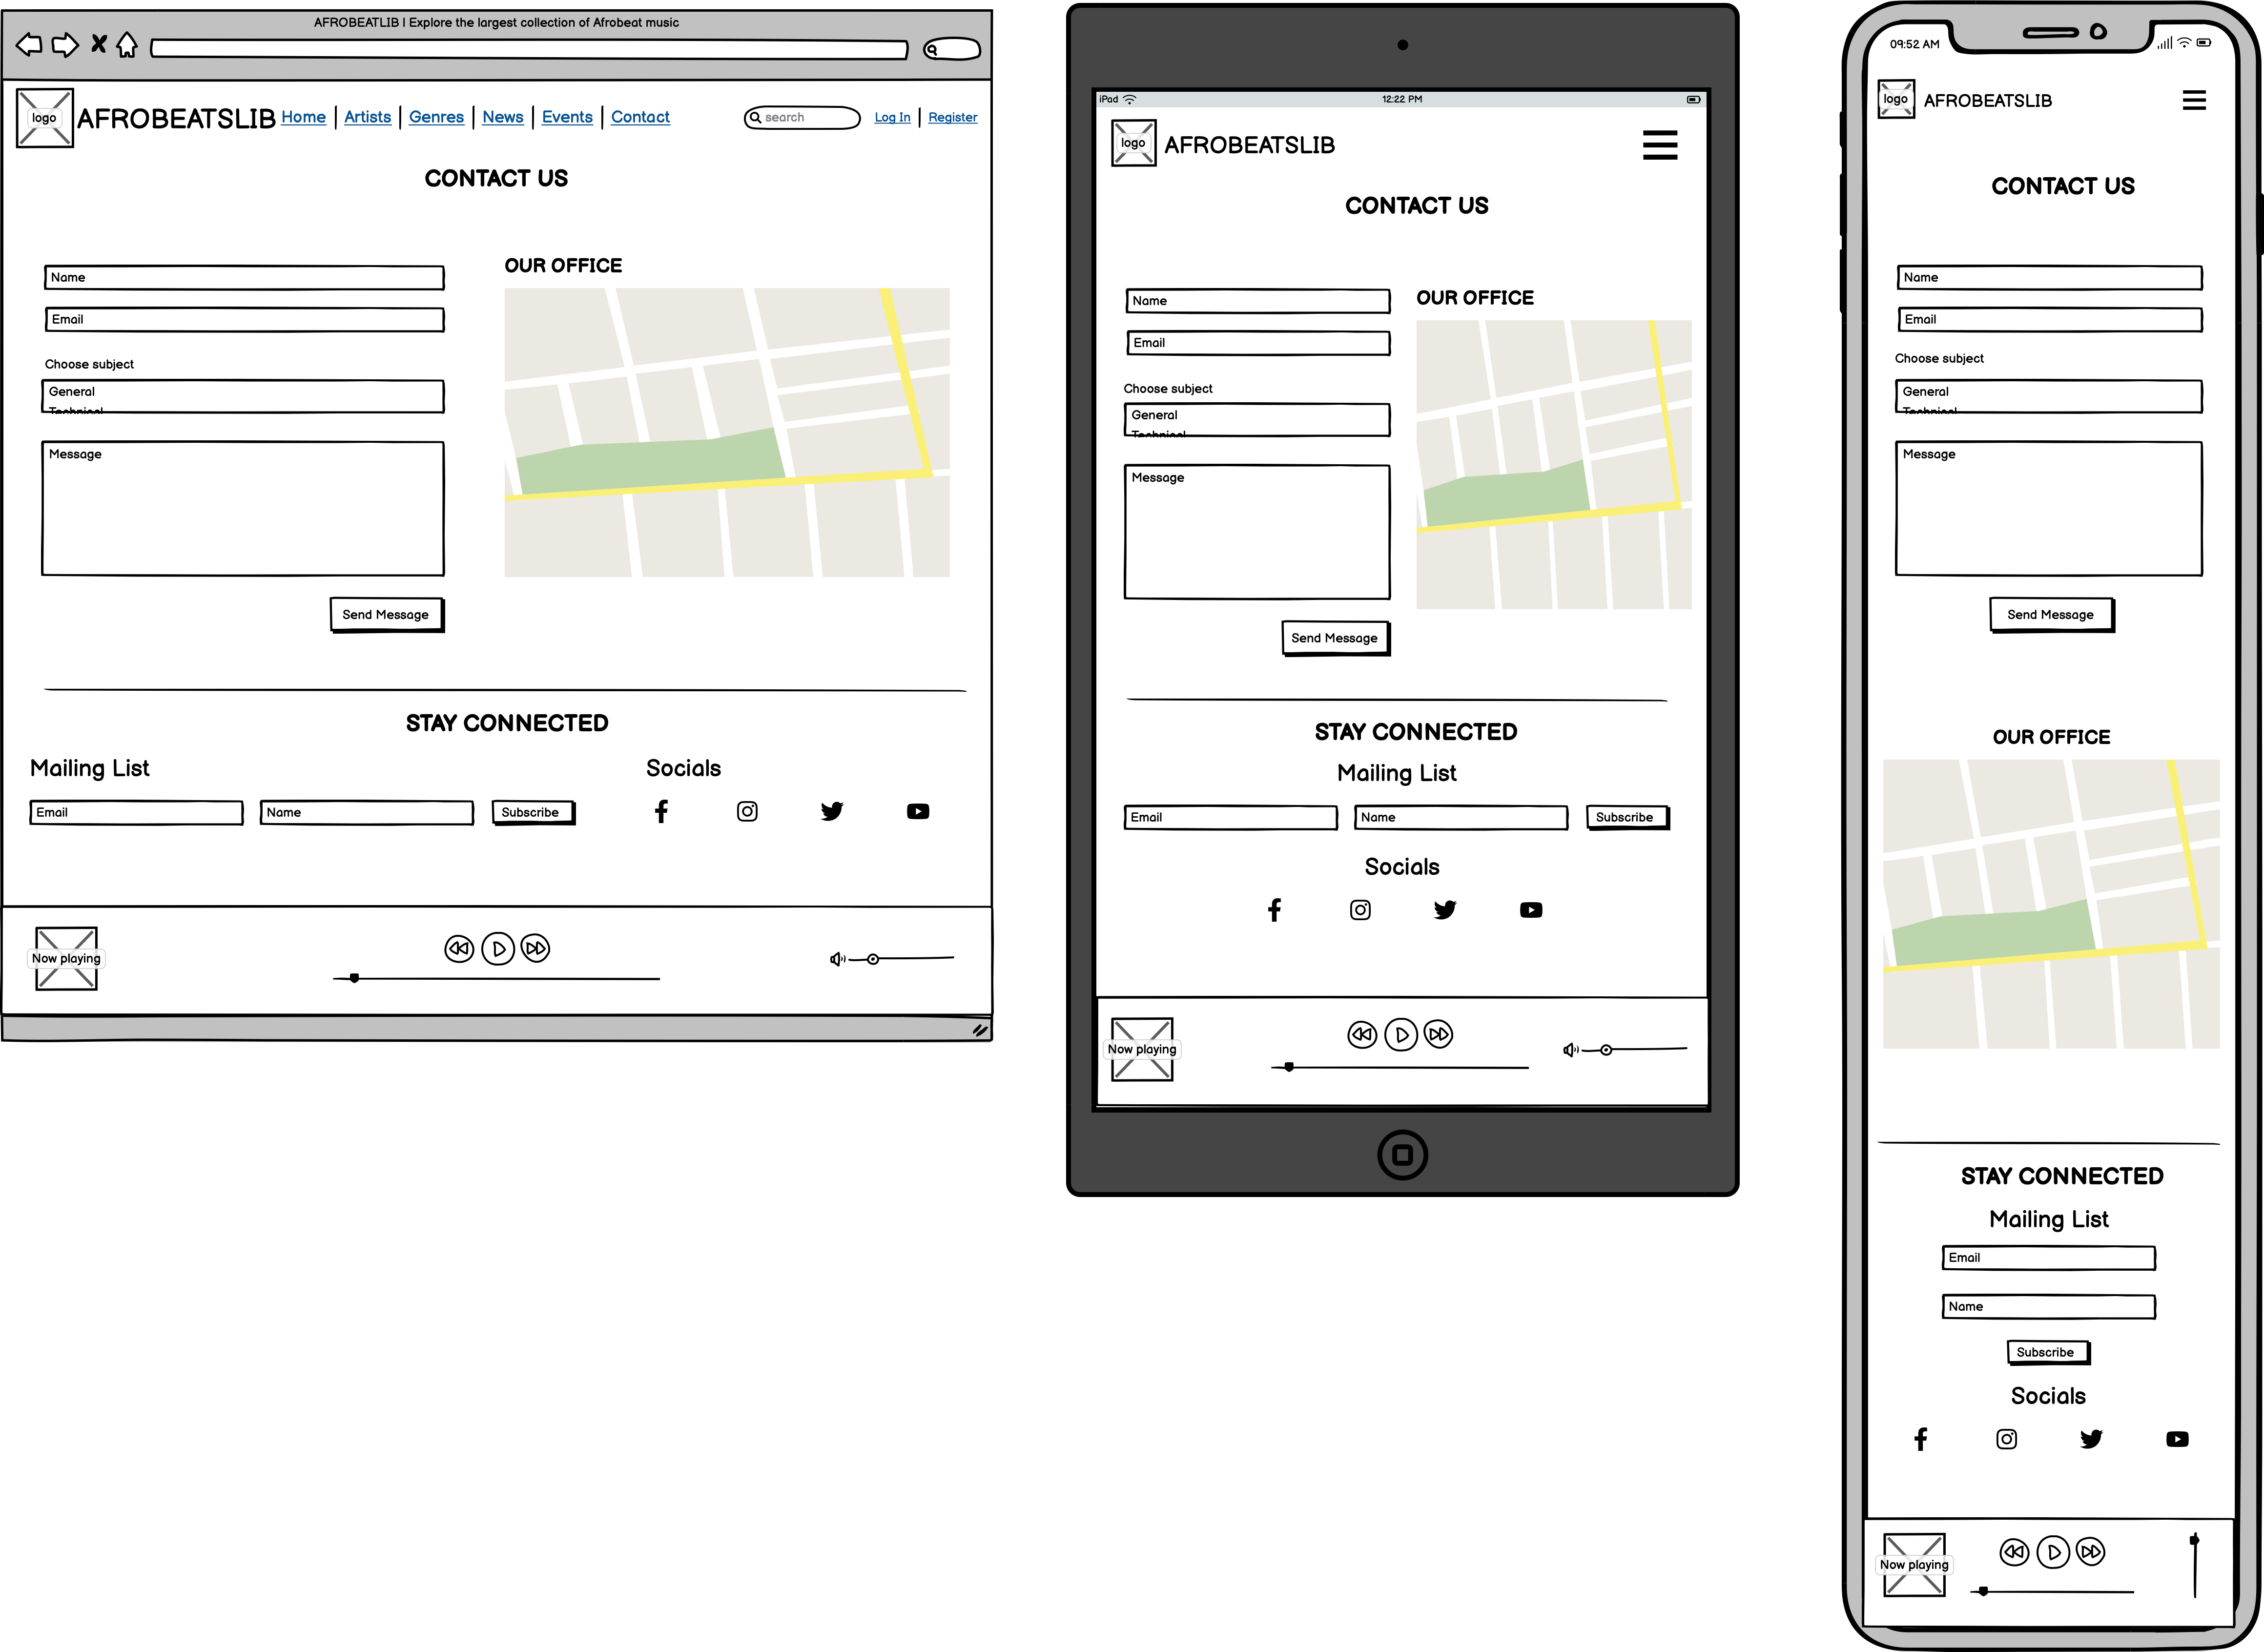 AFROBEATLIB | Explore the largest collection of Afrobeat music
logo
AFROBEATSLIB
Home | Artists | Genres | News | Events | Contact
search
Log In | Register
CONTACT US
Name
Email
Choose subject
General
Technical
Message
Send Message
OUR OFFICE
STAY CONNECTED
Mailing List
Email
Name
Subscribe
Socials
Now playing
iPad
12:22 PM
logo
AFROBEATSLIB
CONTACT US
Name
Email
Choose subject
General
Technical
Message
Send Message
OUR OFFICE
STAY CONNECTED
Mailing List
Email
Name
Subscribe
Socials
Now playing
09:52 AM
logo
AFROBEATSLIB
CONTACT US
Name
Email
Choose subject
General
Technical
Message
Send Message
OUR OFFICE
STAY CONNECTED
Mailing List
Email
Name
Subscribe
Socials
Now playing